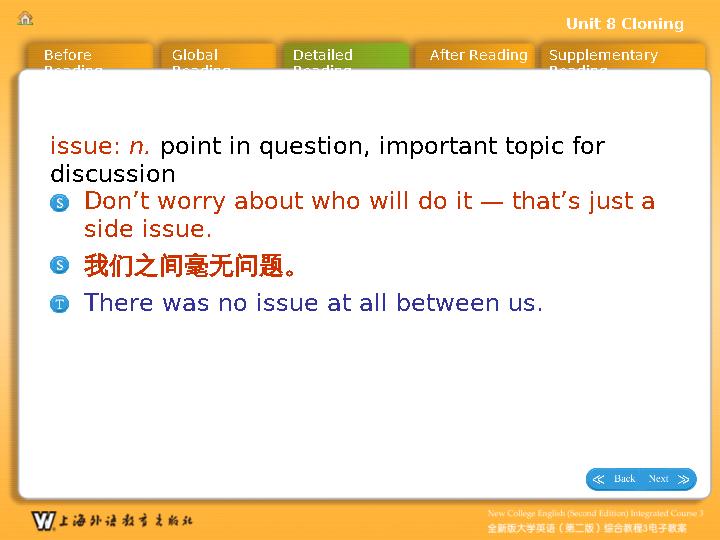 Unit 8 Cloning
Before Global Detailed After Reading Supplementary
Reading Reading Reading Reading
issue: n. point in question, important topic for
discussion
S Don’t worry about who will do it — that’s just a
side issue.
S 我们之间毫无问题。
T There was no issue at all between us.
Back Next
New College English (Second Edition) Integrated Course 3
上海外语教育出版社 全新版大学英语（第二版）综合教程3电子教案